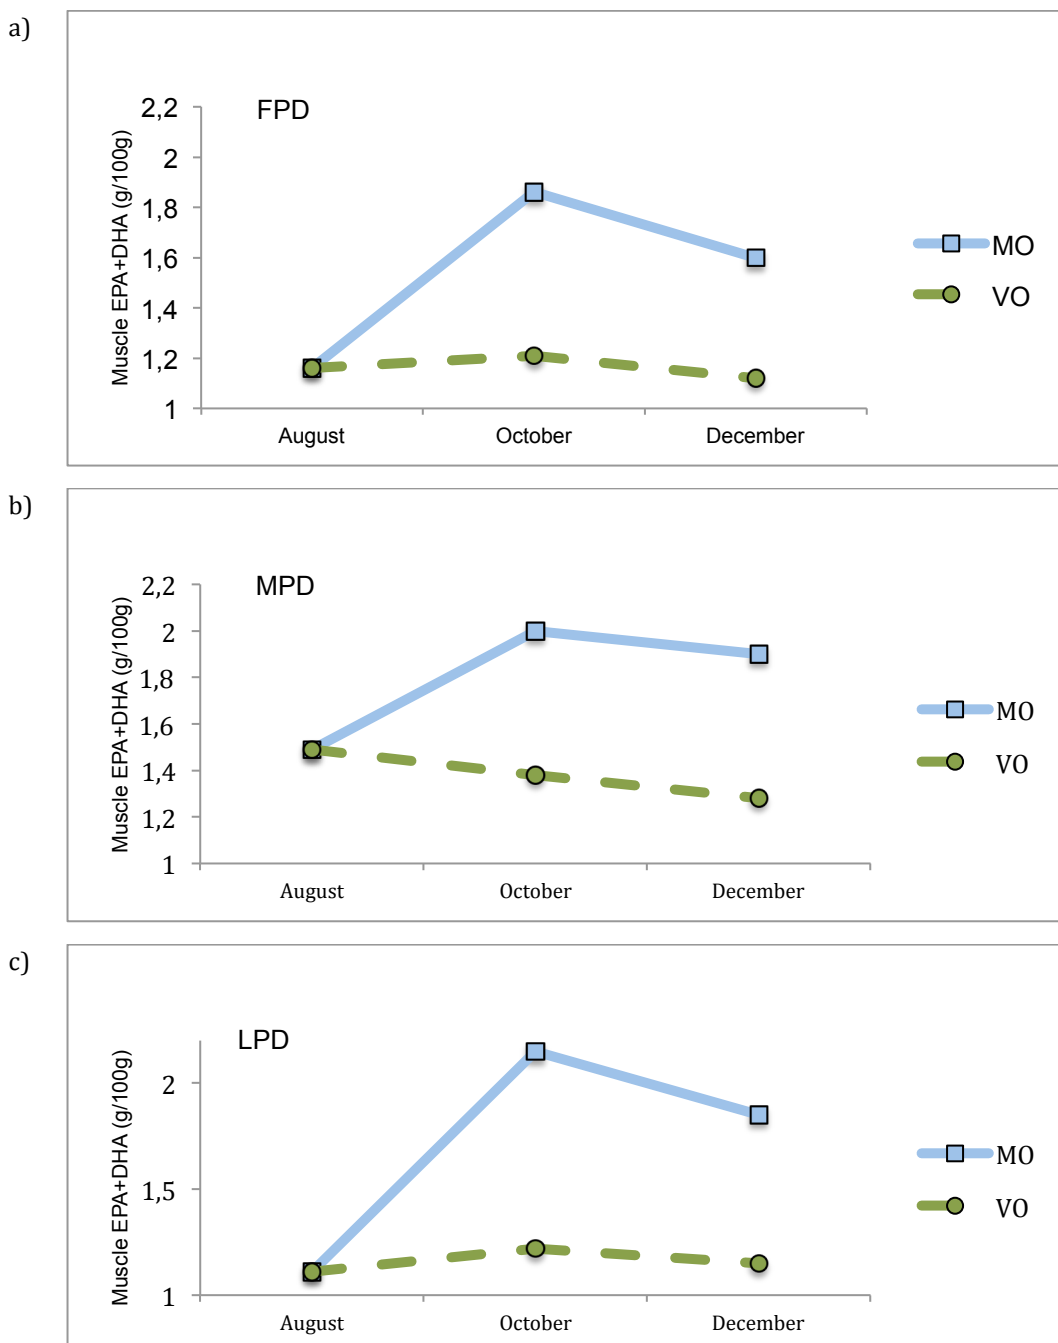 a)
FPD
Muscle EPA+DHA (g/100g)
2,2
2
1,8
1,6
1,4
1,2
1
August October December
MO
VO
b)
MPD
Muscle EPA+DHA (g/100g)
2,2
2
1,8
1,6
1,4
1,2
1
August October December
MO
VO
c)
LPD
Muscle EPA+DHA (g/100g)
2
1,5
1
August October December
MO
VO